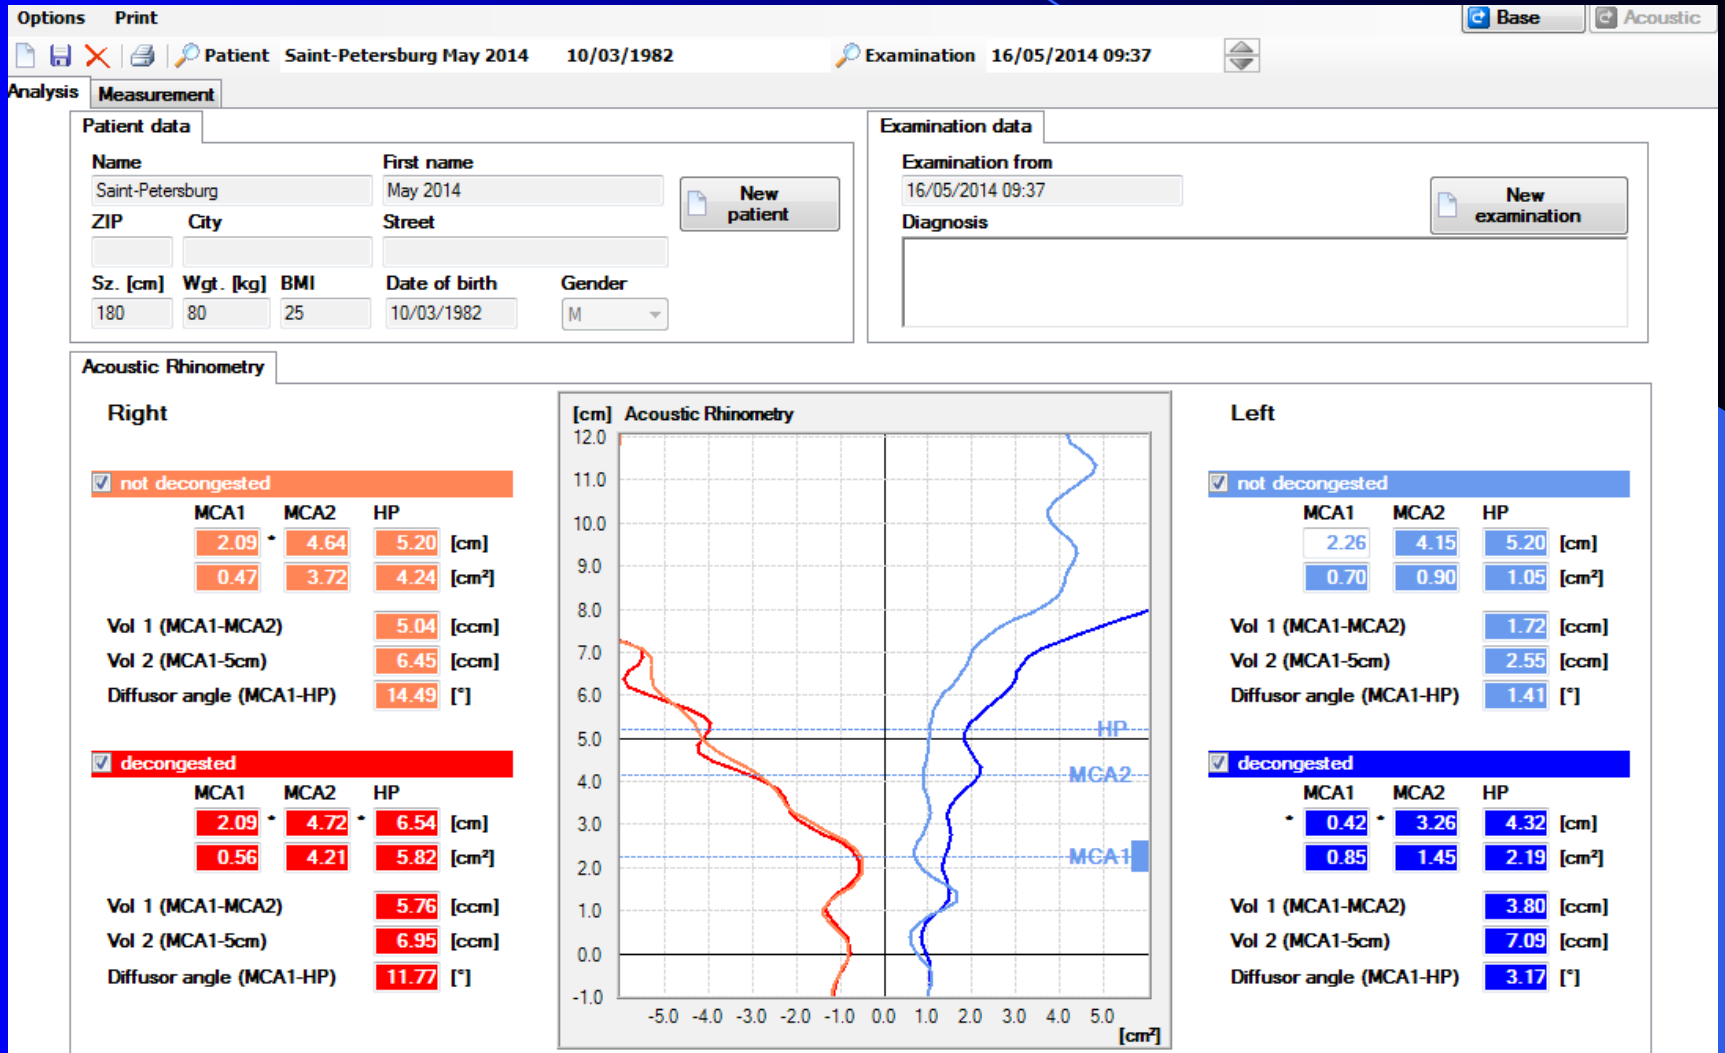 Options Print Base Acoustic
Patient Saint-Petersburg May 2014 10/03/1982 Examination 16/05/2014 09:37
Analysis Measurement
Patient data
Name First name
Saint-Petersburg May 2014
New patient
ZIP City Street
Sz. [cm] Wgt. [kg] BMI Date of birth Gender
180 80 25 10/03/1982 M
Examination data
Examination from
16/05/2014 09:37
New examination
Diagnosis
Acoustic Rhinometry
Right
not decongested
MCA1 MCA2 HP
2.09 * 4.64 5.20 [cm]
0.47 3.72 4.24 [cm²]
Vol 1 (MCA1-MCA2) 5.04 [ccm]
Vol 2 (MCA1-5cm) 6.45 [ccm]
Diffusor angle (MCA1-HP) 14.49 [°]
decongested
MCA1 MCA2 HP
2.09 * 4.72 * 6.54 [cm]
0.56 4.21 5.82 [cm²]
Vol 1 (MCA1-MCA2) 5.76 [ccm]
Vol 2 (MCA1-5cm) 6.95 [ccm]
Diffusor angle (MCA1-HP) 11.77 [°]
[cm] Acoustic Rhinometry
12.0
11.0
10.0
9.0
8.0
7.0
6.0
HP
5.0
MCA2
4.0
3.0
MCA1
2.0
1.0
0.0
-1.0
-5.0 -4.0 -3.0 -2.0 -1.0 0.0 1.0 2.0 3.0 4.0 5.0
[cm²]
Left
not decongested
MCA1 MCA2 HP
2.26 4.15 5.20 [cm]
0.70 0.90 1.05 [cm²]
Vol 1 (MCA1-MCA2) 1.72 [ccm]
Vol 2 (MCA1-5cm) 2.55 [ccm]
Diffusor angle (MCA1-HP) 1.41 [°]
decongested
MCA1 MCA2 HP
* 0.42 * 3.26 4.32 [cm]
0.85 1.45 2.19 [cm²]
Vol 1 (MCA1-MCA2) 3.80 [ccm]
Vol 2 (MCA1-5cm) 7.09 [ccm]
Diffusor angle (MCA1-HP) 3.17 [°]